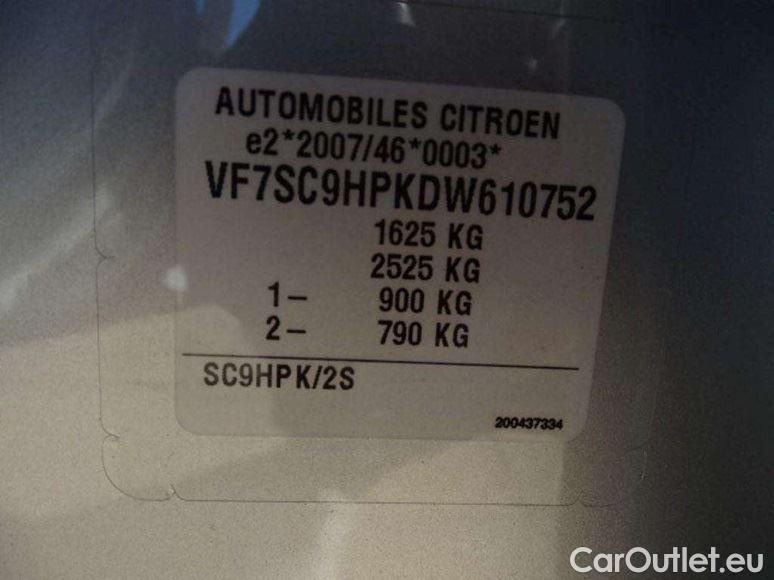 AUTOMOBILES CITROEN
e2*2007/46*0003*
VF7SC9HPKDW610752
1625 KG
2525 KG
1- 900 KG
2- 790 KG
SC9HPK/2S
200437334
CarOutlet.eu